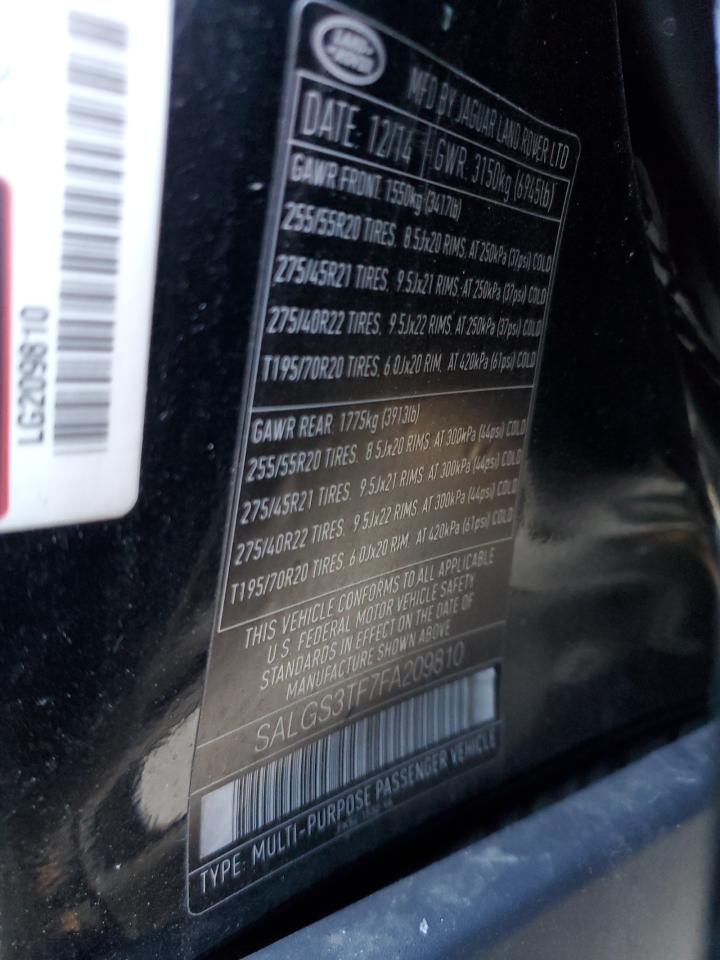 LAND ROVER
MFD BY JAGUAR LAND ROVER LTD
DATE: 12/14 GWR: 3150kg (6945lb)
GAWR FRONT 1550kg (3417lb)
255/55R20 TIRES, 8.5Jx20 RIMS, AT 250kPa (37psi) COLD
275/45R21 TIRES, 9.5Jx21 RIMS, AT 250kPa (37psi) COLD
275/40R22 TIRES, 9.5Jx22 RIMS, AT 250kPa (37psi) COLD
T195/70R20 TIRES, 6.0Jx20 RIM, AT 420kPa (61psi) COLD
GAWR REAR 1775kg (3913lb)
255/55R20 TIRES, 8.5Jx20 RIMS, AT 300kPa (44psi) COLD
275/45R21 TIRES, 9.5Jx21 RIMS, AT 300kPa (44psi) COLD
275/40R22 TIRES, 9.5Jx22 RIMS, AT 300kPa (44psi) COLD
T195/70R20 TIRES, 6.0Jx20 RIM, AT 420kPa (61psi) COLD
THIS VEHICLE CONFORMS TO ALL APPLICABLE
U.S. FEDERAL MOTOR VEHICLE SAFETY
STANDARDS IN EFFECT ON THE DATE OF
MANUFACTURE SHOWN ABOVE
SALGS3TF7FA209810
TYPE: MULTI-PURPOSE PASSENGER VEHICLE
LG209810